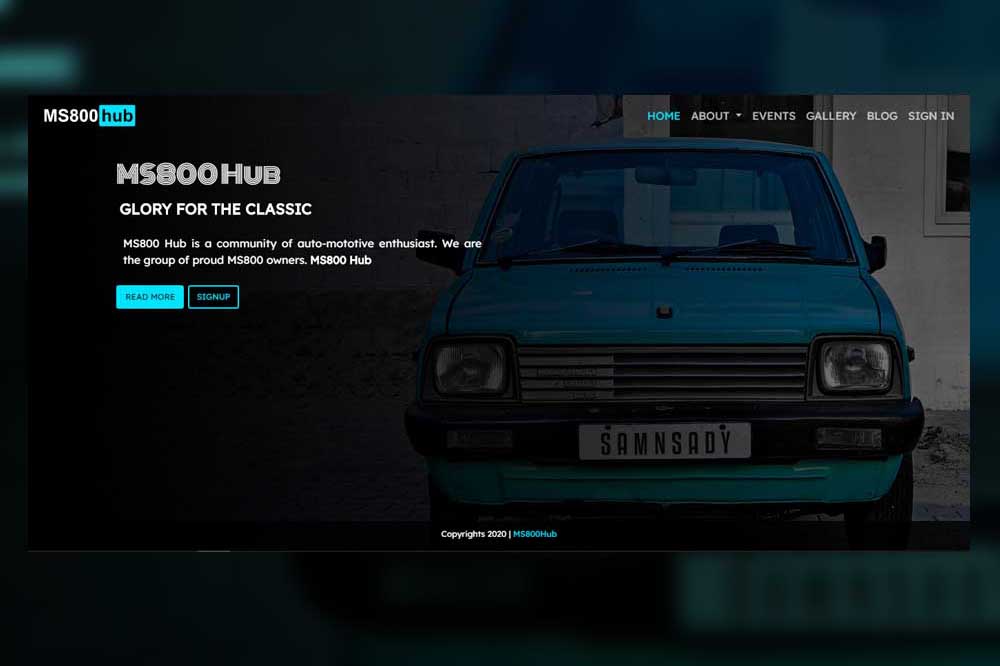 MS800hub
HOME ABOUT EVENTS GALLERY BLOG SIGN IN
MS800 HUB
GLORY FOR THE CLASSIC
MS800 Hub is a community of auto-mototive enthusiast. We are
the group of proud MS800 owners. MS800 Hub
READ MORE SIGNUP
SAMNSADY
Copyrights 2020 | MS800Hub